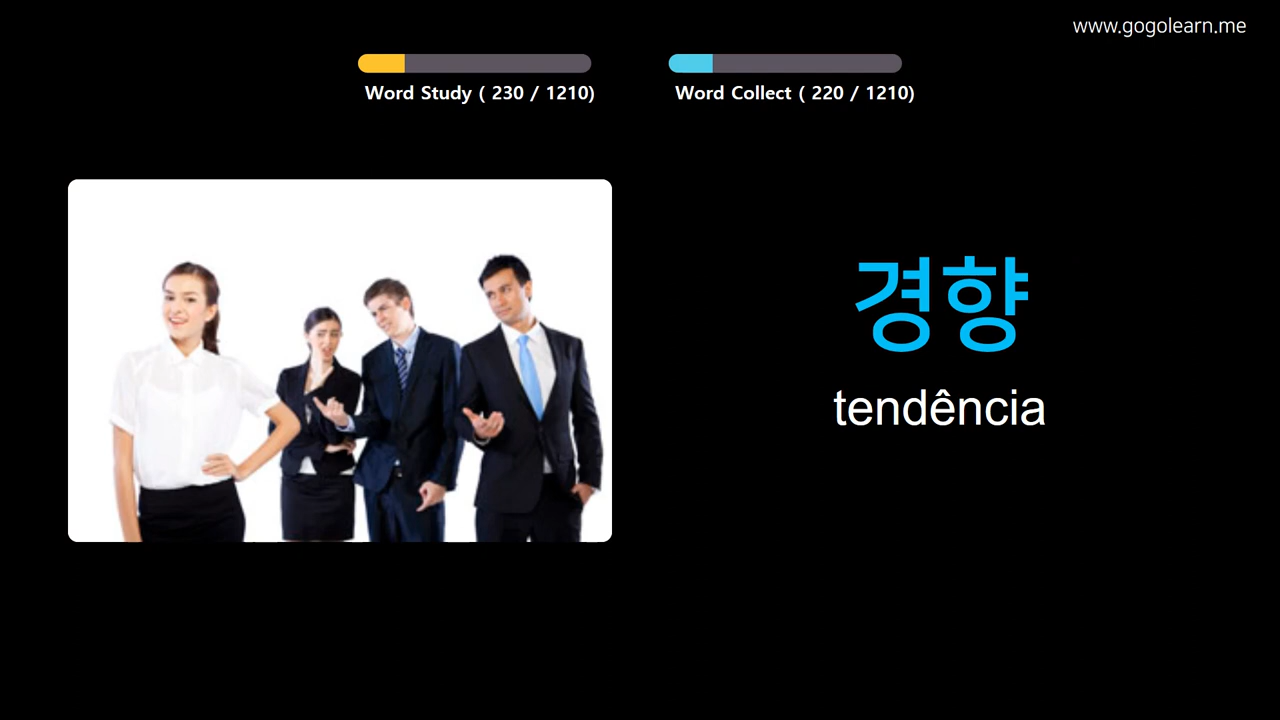 www.gogolearn.me
Word Study ( 230 / 1210)
Word Collect ( 220 / 1210)
경향
tendência